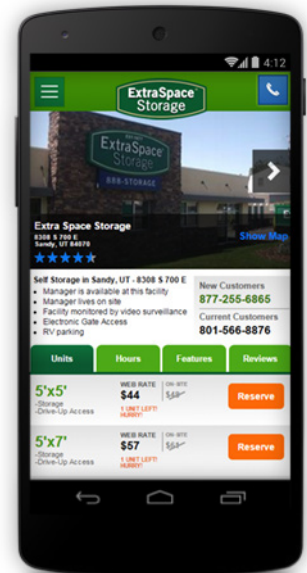 4:12
ExtraSpace
Storage
ExtraSpace
Storage
888-STORAGE
Extra Space Storage
8308 S 700 E
Sandy, UT 84070
Show Map
Self Storage in Sandy, UT - 8308 S 700 E
Manager is available at this facility
Manager lives on site
Facility monitored by video surveillance
Electronic Gate Access
RV parking
New Customers
877-255-6865
Current Customers
801-566-8876
Units Hours Features Reviews
5'x5'
-Storage
-Drive-Up Access
WEB RATE
$44
1 UNIT LEFT!
HURRY!
ON-SITE
Reserve
5'x7'
-Storage
-Drive-Up Access
WEB RATE
$57
1 UNIT LEFT!
HURRY!
ON-SITE
Reserve